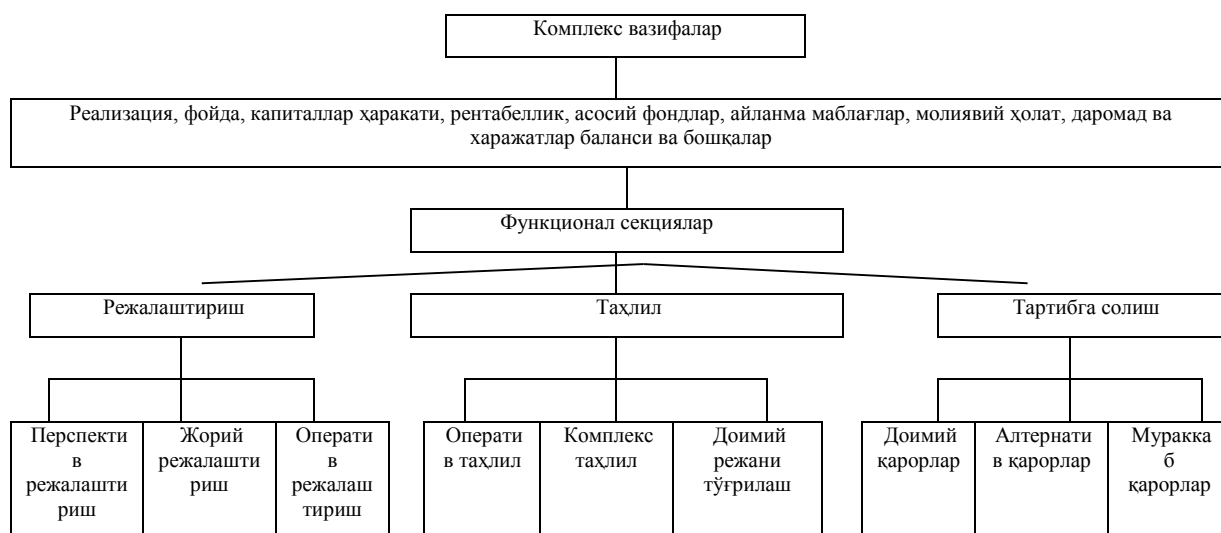 Комплекс вазифалар
Реализация, фойда, капиталлар ҳаракати, рентабеллик, асосий фондлар, айланма маблағлар, молиявий ҳолат, даромад ва
харажатлар баланси ва бошқалар
Функционал секциялар
Режалаштириш
Таҳлил
Тартибга солиш
Перспекти
в
режалашти
риш
Жорий
режалашти
риш
Операти
в
режалаш
тириш
Операти
в таҳлил
Комплекс
таҳлил
Доимий
режани
тўғрилаш
Доимий
қарорлар
Алтернати
в қарорлар
Муракка
б
қарорлар